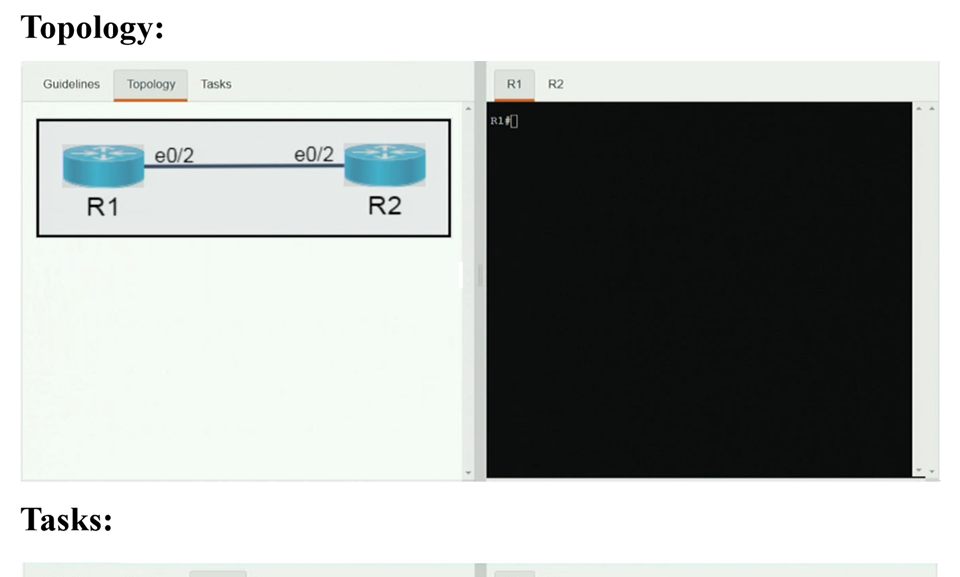 Topology:
Guidelines Topology Tasks
R1 R2
R1#
e0/2 e0/2
R1 R2
Tasks: